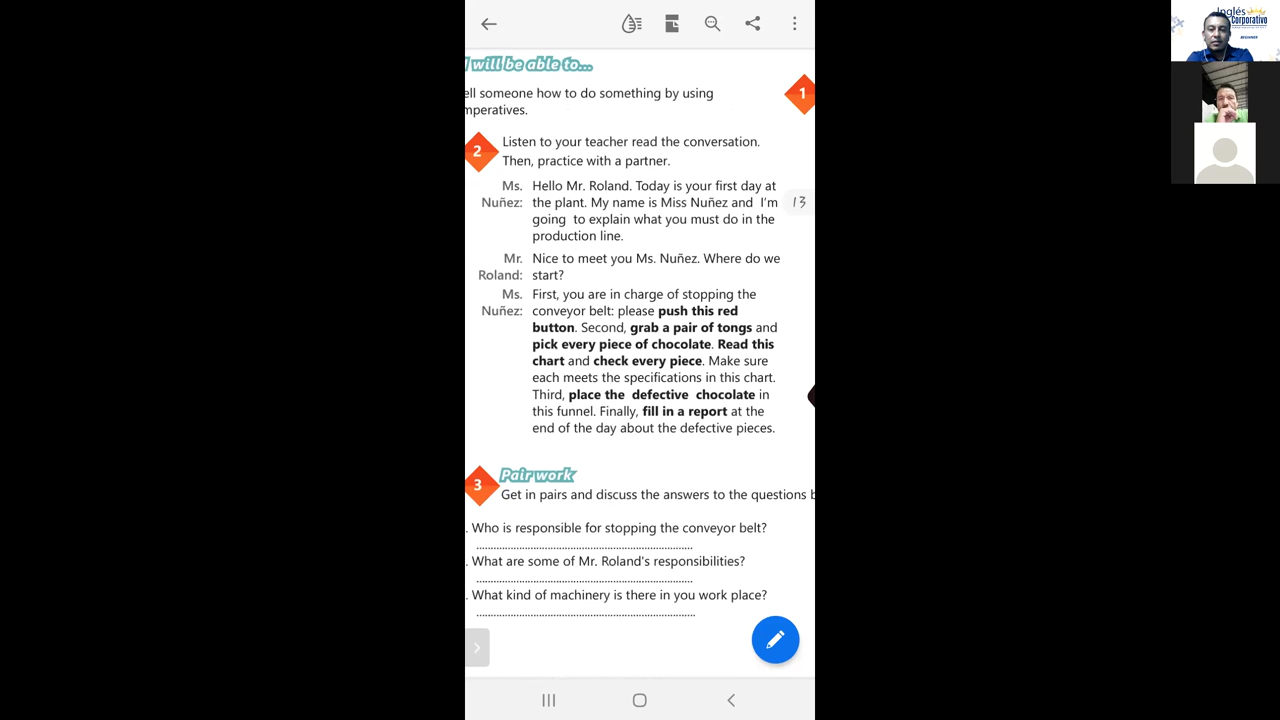 Inglés
Corporativo
BEGINNER
I will be able to...
ell someone how to do something by using
mperatives.
1
2
Listen to your teacher read the conversation.
Then, practice with a partner.
Ms. Nuñez:
Hello Mr. Roland. Today is your first day at
the plant. My name is Miss Nuñez and I'm
going to explain what you must do in the
production line.
13
Mr. Roland:
Nice to meet you Ms. Nuñez. Where do we
start?
Ms. Nuñez:
First, you are in charge of stopping the
conveyor belt: please push this red
button. Second, grab a pair of tongs and
pick every piece of chocolate. Read this
chart and check every piece. Make sure
each meets the specifications in this chart.
Third, place the defective chocolate in
this funnel. Finally, fill in a report at the
end of the day about the defective pieces.
3
Pair work
Get in pairs and discuss the answers to the questions b
. Who is responsible for stopping the conveyor belt?
. What are some of Mr. Roland's responsibilities?
. What kind of machinery is there in you work place?